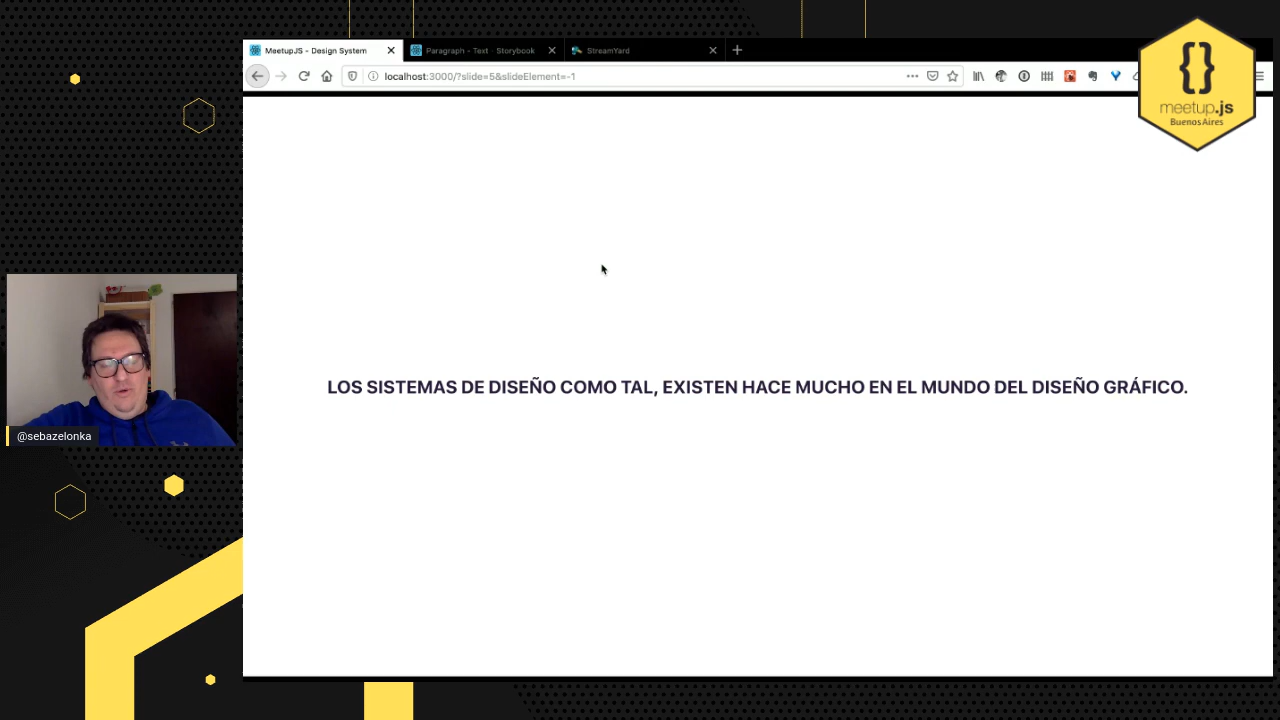 MeetupJS - Design System
Paragraph - Text · Storybook
StreamYard
localhost:3000/?slide=5&slideElement=-1
{}
meetup.js
Buenos Aires
LOS SISTEMAS DE DISEÑO COMO TAL, EXISTEN HACE MUCHO EN EL MUNDO DEL DISEÑO GRÁFICO.
@sebazelonka